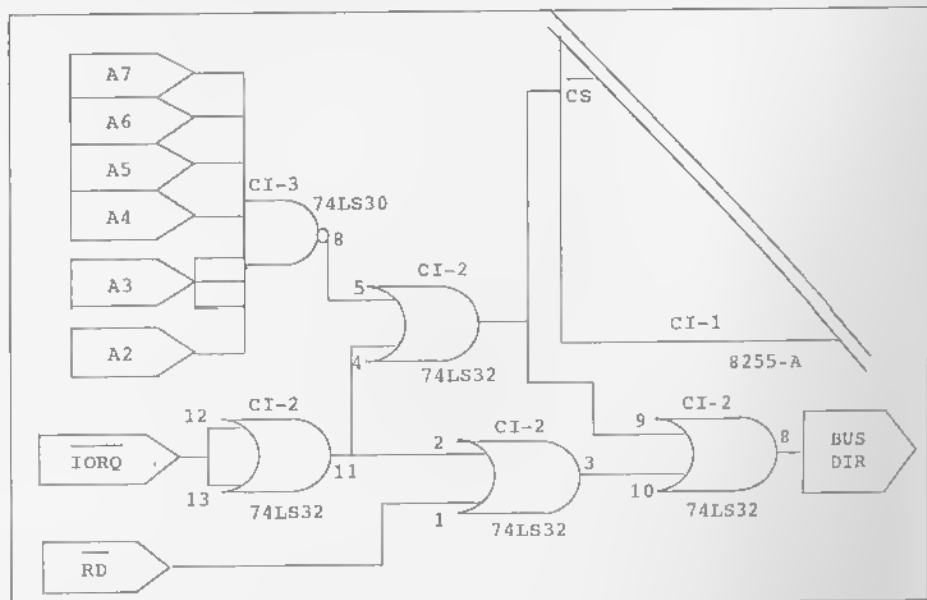 A7
A6
A5
A4
A3
A2
CI-3
74LS30
8
CI-2
5
4
74LS32
CS
CI-1
8255-A
IORQ
12
13
CI-2
11
74LS32
RD
CI-2
2
1
3
74LS32
CI-2
9
10
8
74LS32
BUS
DIR